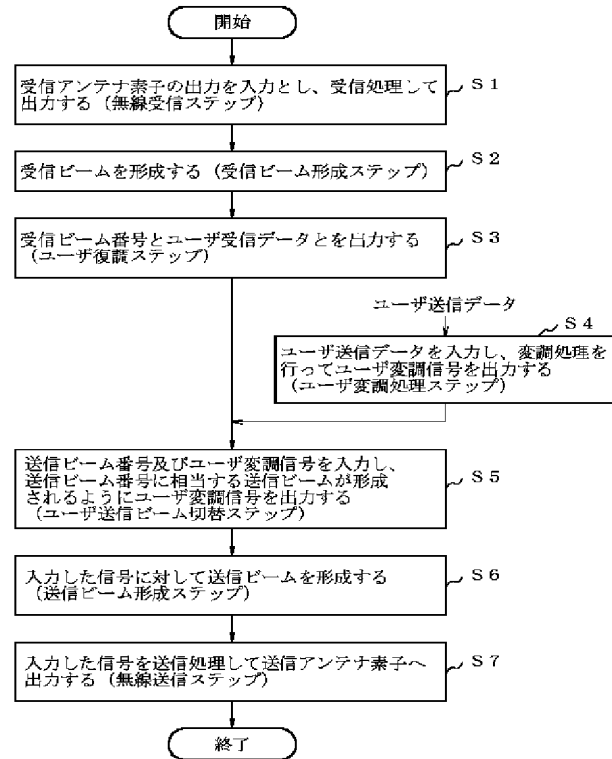 開始
受信アンテナ素子の出力を入力とし、受信処理して
出力する（無線受信ステップ）
S1
受信ビームを形成する（受信ビーム形成ステップ）
S2
受信ビーム番号とユーザ受信データとを出力する
（ユーザ復調ステップ）
S3
ユーザ送信データ
S4
ユーザ送信データを入力し、変調処理を
行ってユーザ変調信号を出力する
（ユーザ変調処理ステップ）
送信ビーム番号及びユーザ変調信号を入力し、
送信ビーム番号に相当する送信ビームが形成
されるようにユーザ変調信号を出力する
（ユーザ送信ビーム切替ステップ）
S5
入力した信号に対して送信ビームを形成する
（送信ビーム形成ステップ）
S6
入力した信号を送信処理して送信アンテナ素子へ
出力する（無線送信ステップ）
S7
終了